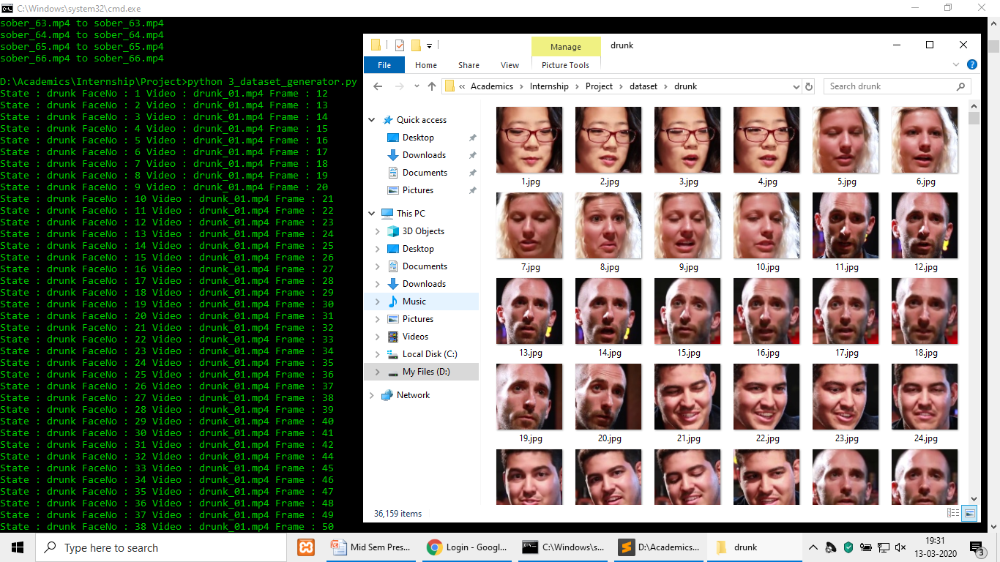 C:\Windows\system32\cmd.exe
sober_63.mp4 to sober_63.mp4
sober_64.mp4 to sober_64.mp4
sober_65.mp4 to sober_65.mp4
sober_66.mp4 to sober_66.mp4
D:\Academics\Internship\Project>python 3_dataset_generator.py
State : drunk FaceNo : 1 Video : drunk_01.mp4 Frame : 12
State : drunk FaceNo : 2 Video : drunk_01.mp4 Frame : 13
State : drunk FaceNo : 3 Video : drunk_01.mp4 Frame : 14
State : drunk FaceNo : 4 Video : drunk_01.mp4 Frame : 15
State : drunk FaceNo : 5 Video : drunk_01.mp4 Frame : 16
State : drunk FaceNo : 6 Video : drunk_01.mp4 Frame : 17
State : drunk FaceNo : 7 Video : drunk_01.mp4 Frame : 18
State : drunk FaceNo : 8 Video : drunk_01.mp4 Frame : 19
State : drunk FaceNo : 9 Video : drunk_01.mp4 Frame : 20
State : drunk FaceNo : 10 Video : drunk_01.mp4 Frame : 21
State : drunk FaceNo : 11 Video : drunk_01.mp4 Frame : 22
State : drunk FaceNo : 12 Video : drunk_01.mp4 Frame : 23
State : drunk FaceNo : 13 Video : drunk_01.mp4 Frame : 24
State : drunk FaceNo : 14 Video : drunk_01.mp4 Frame : 25
State : drunk FaceNo : 15 Video : drunk_01.mp4 Frame : 26
State : drunk FaceNo : 16 Video : drunk_01.mp4 Frame : 27
State : drunk FaceNo : 17 Video : drunk_01.mp4 Frame : 28
State : drunk FaceNo : 18 Video : drunk_01.mp4 Frame : 29
State : drunk FaceNo : 19 Video : drunk_01.mp4 Frame : 30
State : drunk FaceNo : 20 Video : drunk_01.mp4 Frame : 31
State : drunk FaceNo : 21 Video : drunk_01.mp4 Frame : 32
State : drunk FaceNo : 22 Video : drunk_01.mp4 Frame : 33
State : drunk FaceNo : 23 Video : drunk_01.mp4 Frame : 34
State : drunk FaceNo : 24 Video : drunk_01.mp4 Frame : 35
State : drunk FaceNo : 25 Video : drunk_01.mp4 Frame : 36
State : drunk FaceNo : 26 Video : drunk_01.mp4 Frame : 37
State : drunk FaceNo : 27 Video : drunk_01.mp4 Frame : 38
State : drunk FaceNo : 28 Video : drunk_01.mp4 Frame : 39
State : drunk FaceNo : 29 Video : drunk_01.mp4 Frame : 40
State : drunk FaceNo : 30 Video : drunk_01.mp4 Frame : 41
State : drunk FaceNo : 31 Video : drunk_01.mp4 Frame : 42
State : drunk FaceNo : 32 Video : drunk_01.mp4 Frame : 44
State : drunk FaceNo : 33 Video : drunk_01.mp4 Frame : 45
State : drunk FaceNo : 34 Video : drunk_01.mp4 Frame : 46
State : drunk FaceNo : 35 Video : drunk_01.mp4 Frame : 47
State : drunk FaceNo : 36 Video : drunk_01.mp4 Frame : 48
State : drunk FaceNo : 37 Video : drunk_01.mp4 Frame : 49
State : drunk FaceNo : 38 Video : drunk_01.mp4 Frame : 50
Manage drunk
File Home Share View Picture Tools
« Academics > Internship > Project > dataset > drunk
Search drunk
Quick access
Desktop
Downloads
Documents
Pictures
This PC
3D Objects
Desktop
Documents
Downloads
Music
Pictures
Videos
Local Disk (C:)
My Files (D:)
Network
1.jpg 2.jpg 3.jpg 4.jpg 5.jpg 6.jpg
7.jpg 8.jpg 9.jpg 10.jpg 11.jpg 12.jpg
13.jpg 14.jpg 15.jpg 16.jpg 17.jpg 18.jpg
19.jpg 20.jpg 21.jpg 22.jpg 23.jpg 24.jpg
36,159 items
Type here to search
Mid Sem Pres...
Login - Googl...
C:\Windows\s...
D:\Academics...
drunk
19:31
13-03-2020
3